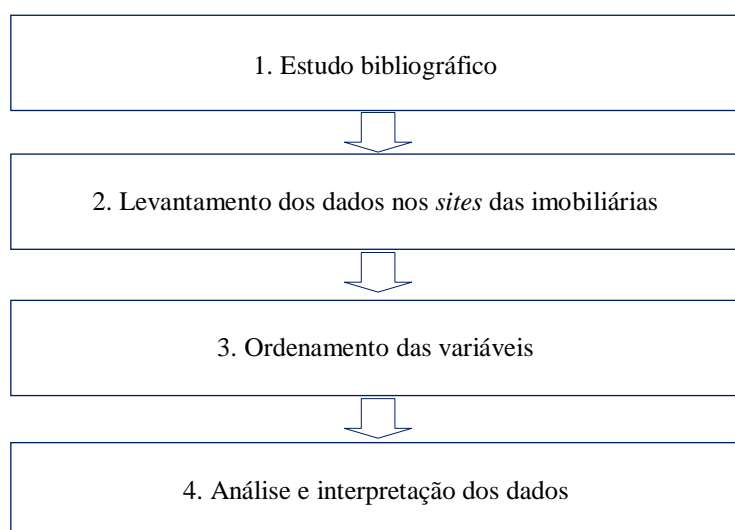 1. Estudo bibliográfico
2. Levantamento dos dados nos sites das imobiliárias
3. Ordenamento das variáveis
4. Análise e interpretação dos dados